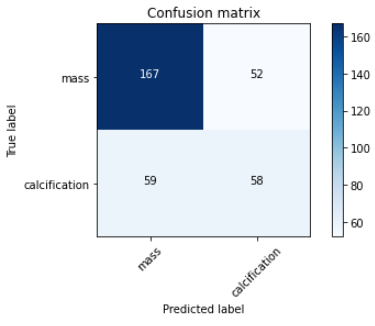 Confusion matrix
mass
167
52
calcification
59
58
True label
mass
calcification
Predicted label
160
140
120
100
80
60